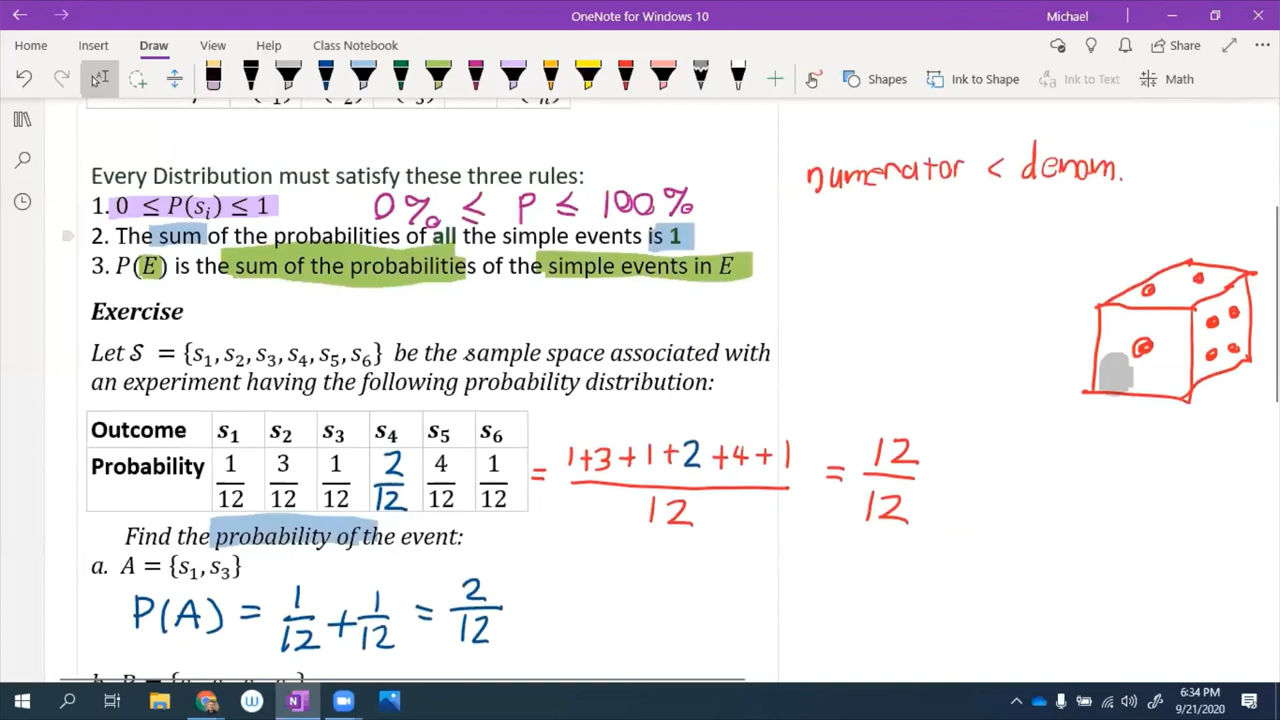 OneNote for Windows 10
Michael
Home Insert Draw View Help Class Notebook
Share
Shapes Ink to Shape Ink to Text Math
Every Distribution must satisfy these three rules:
numerator < denom.
1. 0 ≤ P(sᵢ) ≤ 1 0% ≤ P ≤ 100%
2. The sum of the probabilities of all the simple events is 1
3. P(E) is the sum of the probabilities of the simple events in E
Exercise
Let S = {s₁, s₂, s₃, s₄, s₅, s₆} be the sample space associated with
an experiment having the following probability distribution:
Outcome s₁ s₂ s₃ s₄ s₅ s₆
Probability 1/12 3/12 1/12 2/12 4/12 1/12 = 1+3+1+2+4+1/12 = 12/12
Find the probability of the event:
a. A = {s₁, s₃}
P(A) = 1/12 + 1/12 = 2/12
6:34 PM
9/21/2020